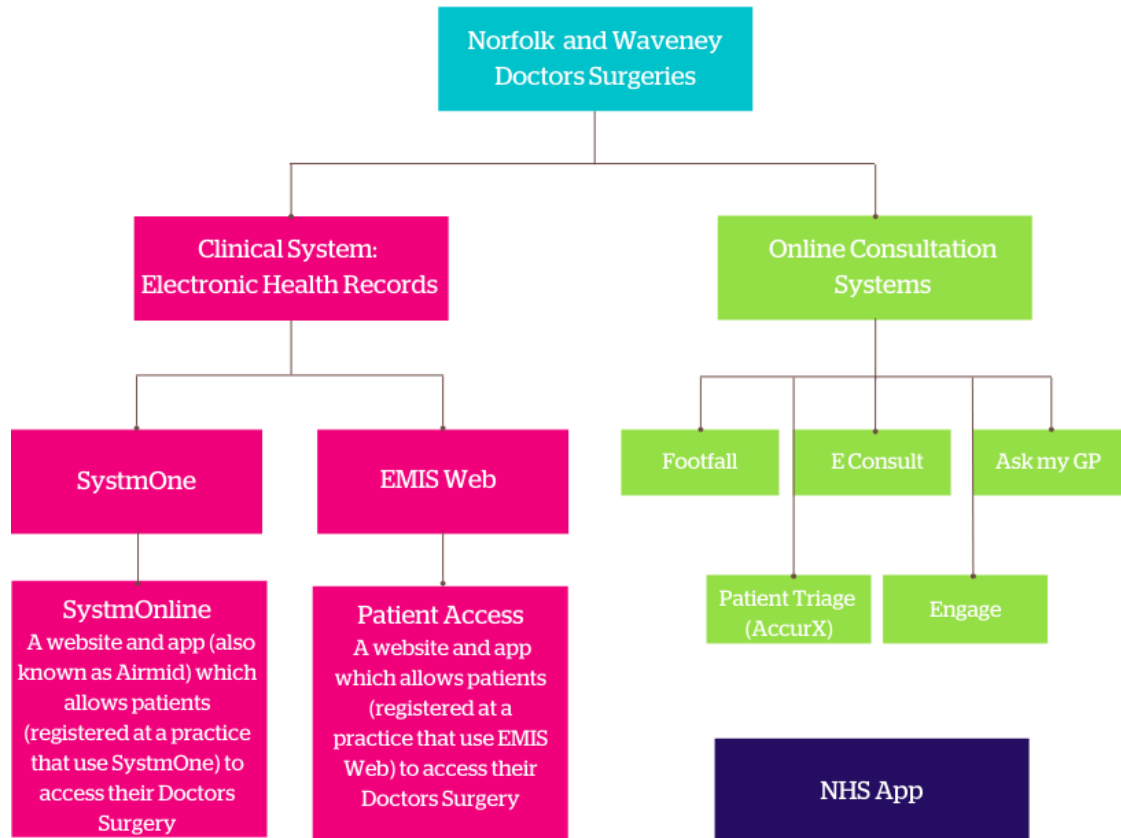 Norfolk and Waveney
Doctors Surgeries
Clinical System:
Electronic Health Records
Online Consultation
Systems
SystmOne
EMIS Web
Footfall
E Consult
Ask my GP
SystmOnline
A website and app (also
known as Airmid) which
allows patients
(registered at a practice
that use SystmOne) to
access their Doctors
Surgery
Patient Access
A website and app
which allows patients
(registered at a
practice that use EMIS
Web) to access their
Doctors Surgery
Patient Triage
(AccurX)
Engage
NHS App